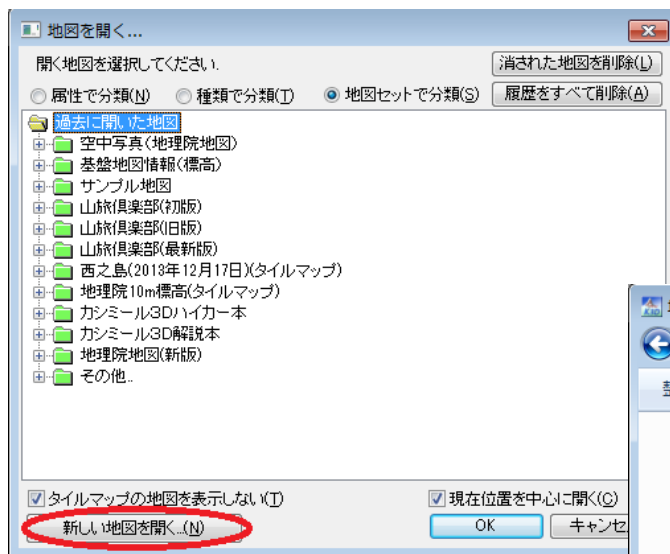 地図を開く...
開く地図を選択してください.
消された地図を削除(L)
属性で分類(N)
種類で分類(T)
地図セットで分類(S)
履歴をすべて削除(A)
過去に開いた地図
空中写真(地理院地図)
基盤地図情報(標高)
サンプル地図
山旅倶楽部(初版)
山旅倶楽部(旧版)
山旅倶楽部(最新版)
西之島(2013年12月17日)(タイルマップ)
地理院10m標高(タイルマップ)
カシミール3Dハイカー本
カシミール3D解説本
地理院地図(新版)
その他..
タイルマップの地図を表示しない(T)
現在位置を中心に開く(C)
新しい地図を開く...(N)
OK
キャンセ